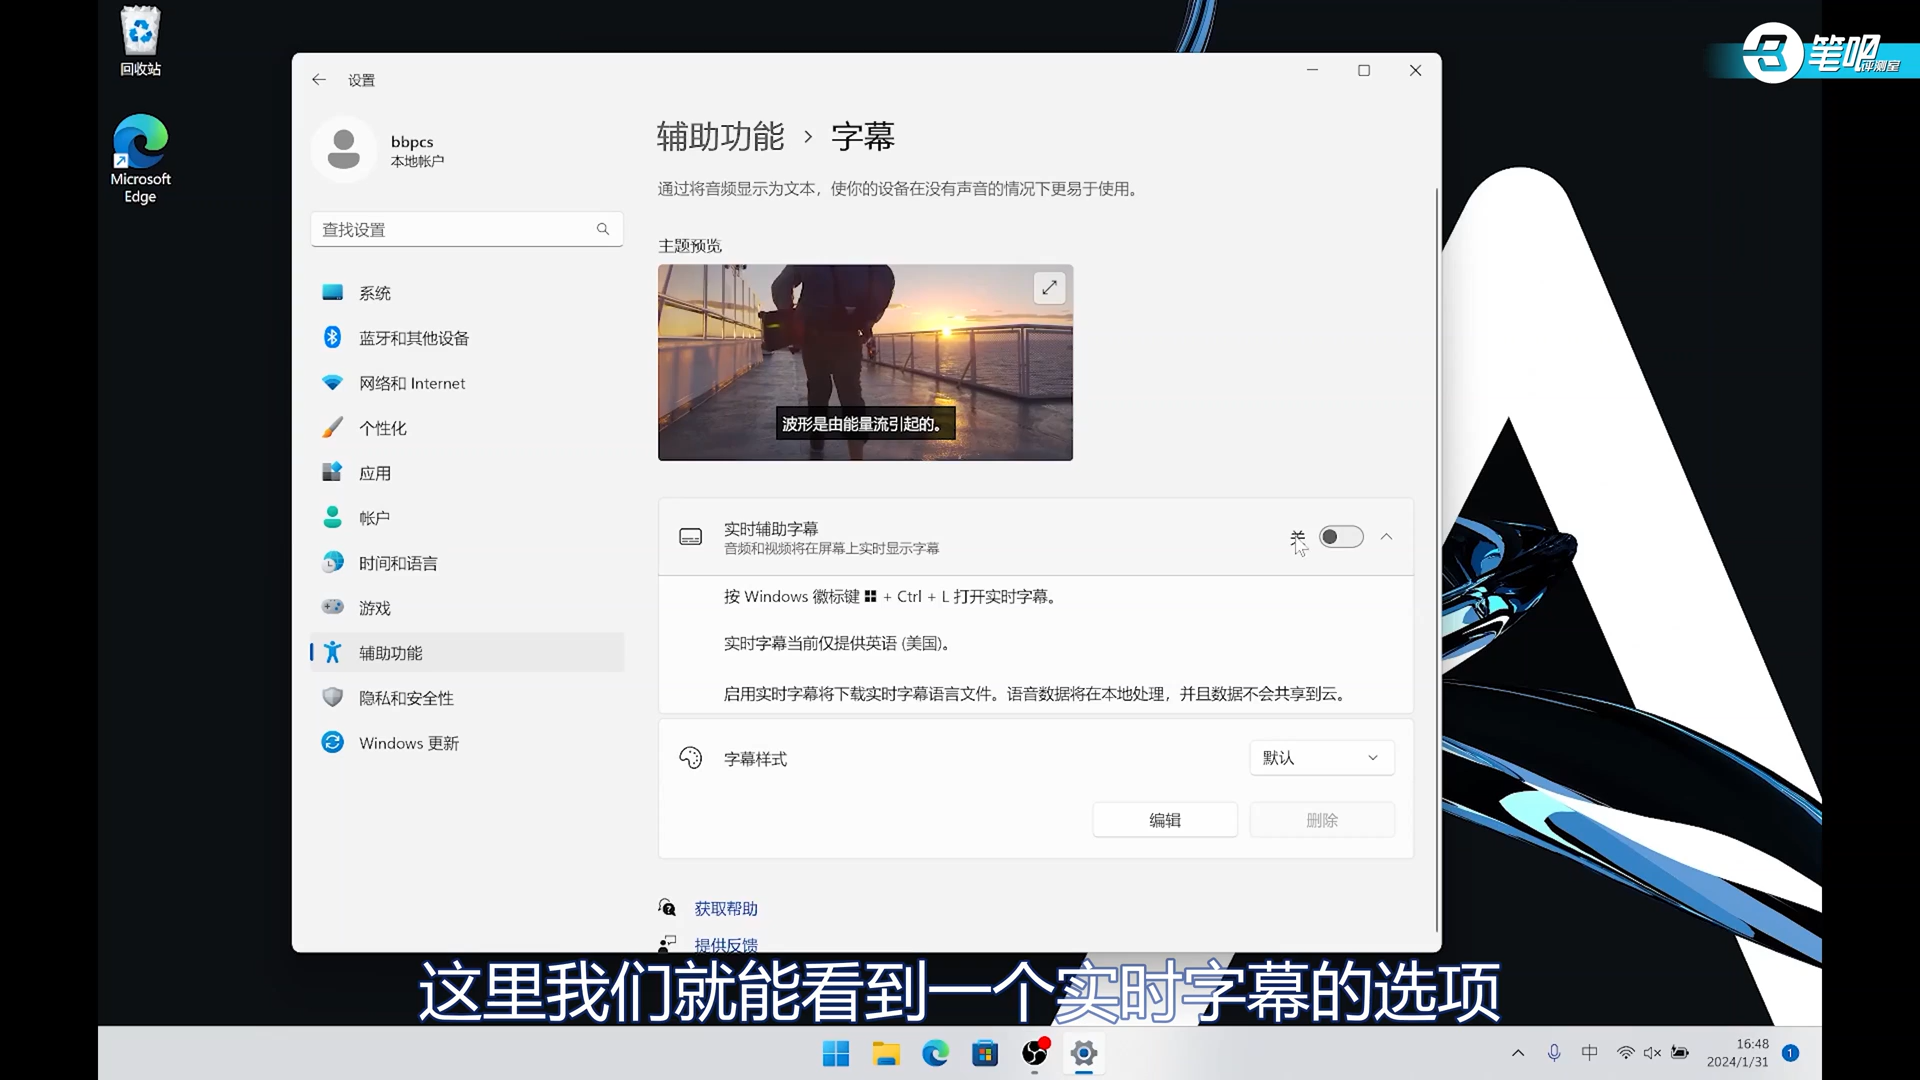 回收站
Microsoft
Edge
设置
bbpcs
本地帐户
查找设置
系统
蓝牙和其他设备
网络和 Internet
个性化
应用
帐户
时间和语言
游戏
辅助功能
隐私和安全性
Windows 更新
辅助功能 › 字幕
通过将音频显示为文本，使你的设备在没有声音的情况下更易于使用。
主题预览
波形是由能量流引起的。
实时辅助字幕
音频和视频将在屏幕上实时显示字幕
关
按 Windows 徽标键 + Ctrl + L 打开实时字幕。
实时字幕当前仅提供英语 (美国)。
启用实时字幕将下载实时字幕语言文件。语音数据将在本地处理，并且数据不会共享到云。
字幕样式
默认
编辑
删除
获取帮助
提供反馈
笔吧
评测室
这里我们就能看到一个实时字幕的选项
中
16:48
2024/1/31
1